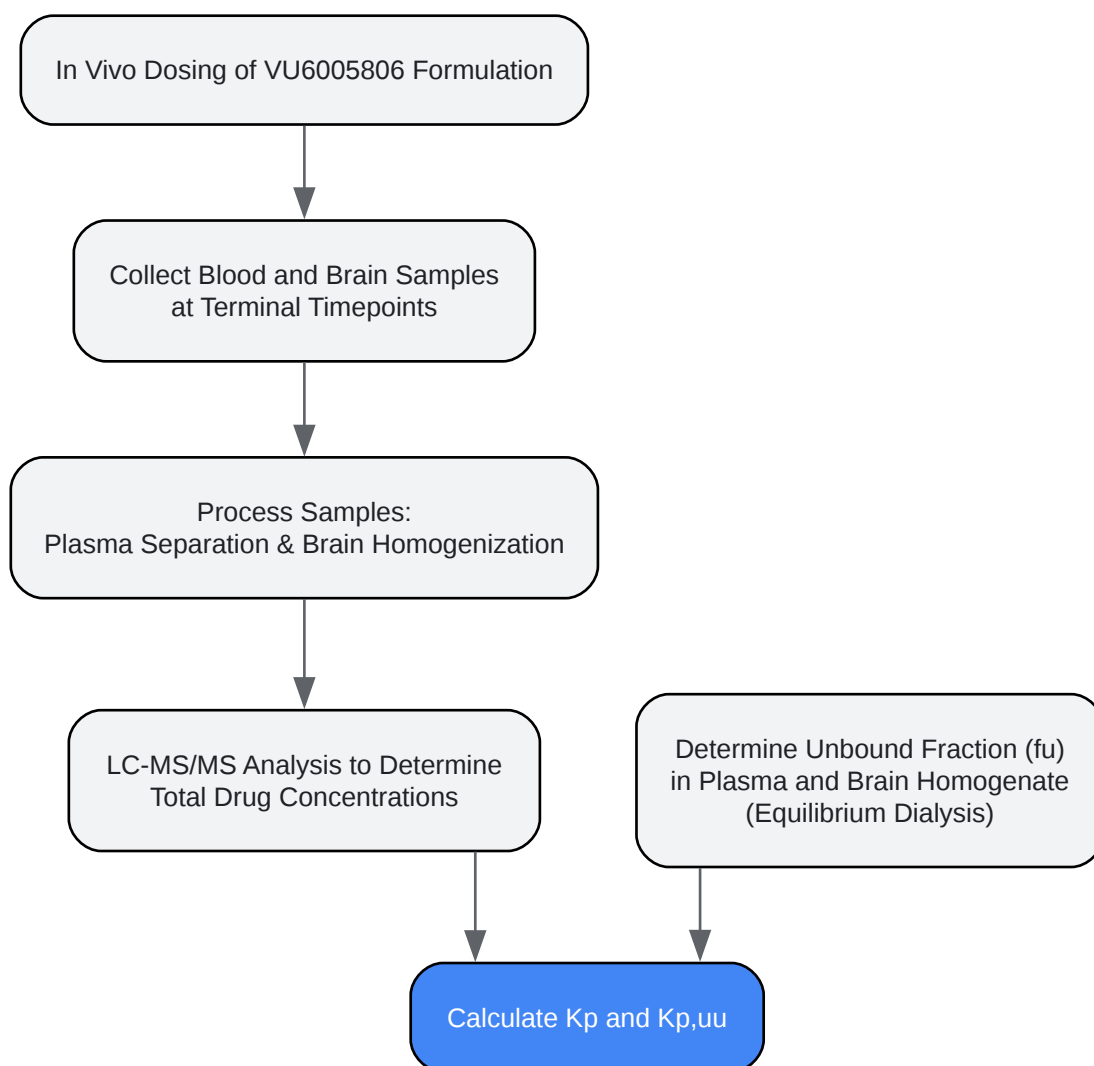 In Vivo Dosing of VU6005806 Formulation
Collect Blood and Brain Samples
at Terminal Timepoints
Process Samples:
Plasma Separation & Brain Homogenization
LC-MS/MS Analysis to Determine
Total Drug Concentrations
Determine Unbound Fraction (fu)
in Plasma and Brain Homogenate
(Equilibrium Dialysis)
Calculate Kp and Kp,uu